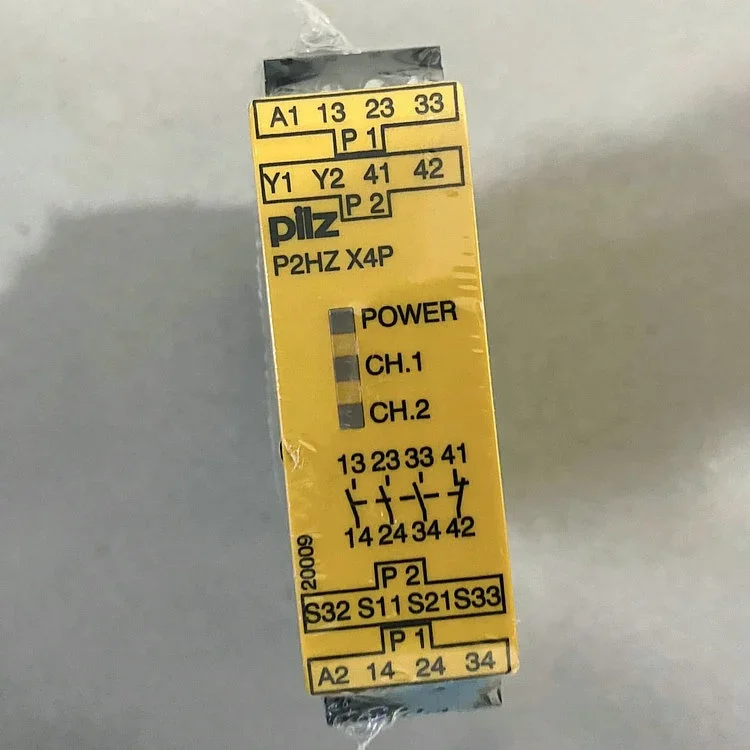 A1 13 23 33
P 1
Y1 Y2 41 42
P 2
pilz
P2HZ X4P
POWER
CH.1
CH.2
13 23 33 41
14 24 34 42
20009
P 2
S32 S11 S21 S33
P 1
A2 14 24 34